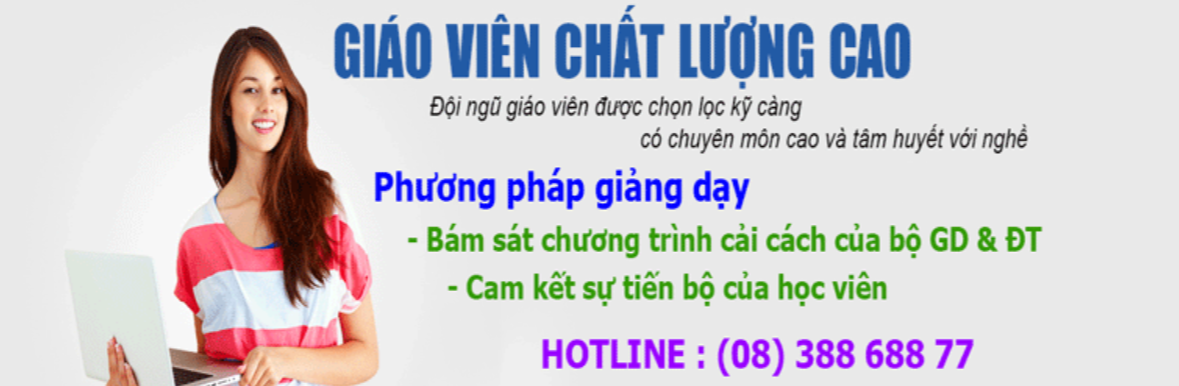 GIÁO VIÊN CHẤT LƯỢNG CAO
Đội ngũ giáo viên được chọn lọc kỹ càng
có chuyên môn cao và tâm huyết với nghề
Phương pháp giảng dạy
- Bám sát chương trình cải cách của bộ GD & ĐT
- Cam kết sự tiến bộ của học viên
HOTLINE : (08) 388 688 77